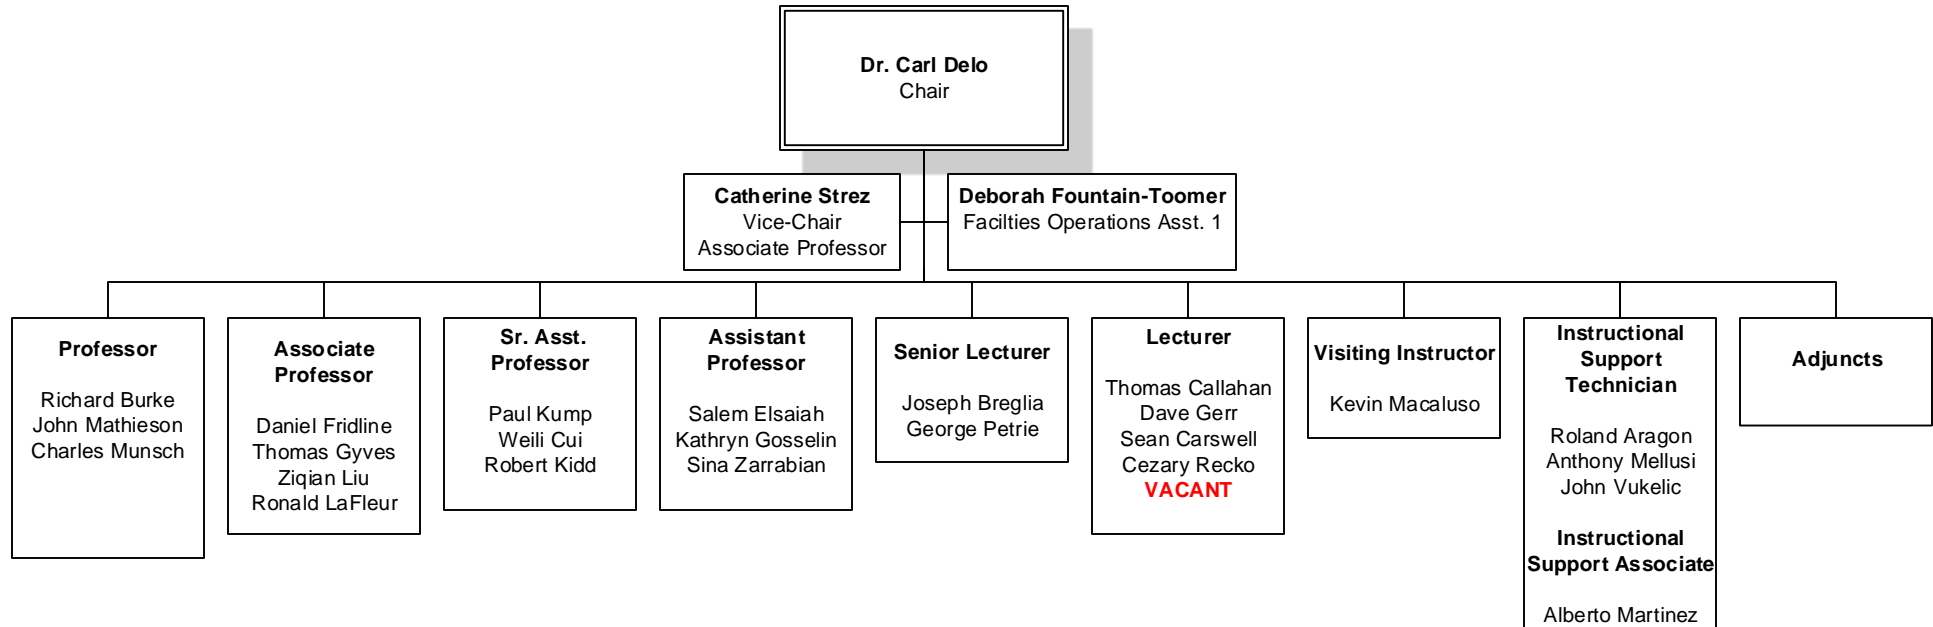 Dr. Carl Delo
Chair
Catherine Strez
Vice-Chair
Associate Professor
Deborah Fountain-Toomer
Facilties Operations Asst. 1
Professor
Richard Burke
John Mathieson
Charles Munsch
Associate
Professor
Daniel Fridline
Thomas Gyves
Ziqian Liu
Ronald LaFleur
Sr. Asst.
Professor
Paul Kump
Weili Cui
Robert Kidd
Assistant
Professor
Salem Elsaiah
Kathryn Gosselin
Sina Zarrabian
Senior Lecturer
Joseph Breglia
George Petrie
Lecturer
Thomas Callahan
Dave Gerr
Sean Carswell
Cezary Recko
VACANT
Visiting Instructor
Kevin Macaluso
Instructional
Support
Technician
Roland Aragon
Anthony Mellusi
John Vukelic
Instructional
Support Associate
Alberto Martinez
Adjuncts